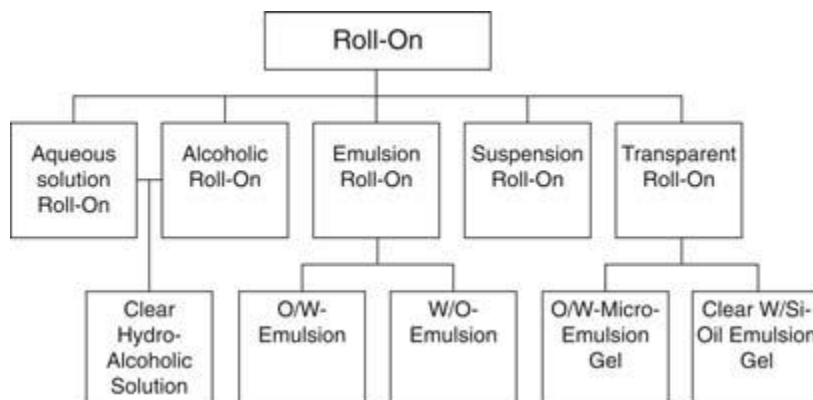 Roll-On
Aqueous
solution
Roll-On
Alcoholic
Roll-On
Emulsion
Roll-On
Suspension
Roll-On
Transparent
Roll-On
Clear
Hydro-
Alcoholic
Solution
O/W-
Emulsion
W/O-
Emulsion
O/W-Micro-
Emulsion
Gel
Clear W/Si-
Oil Emulsion
Gel